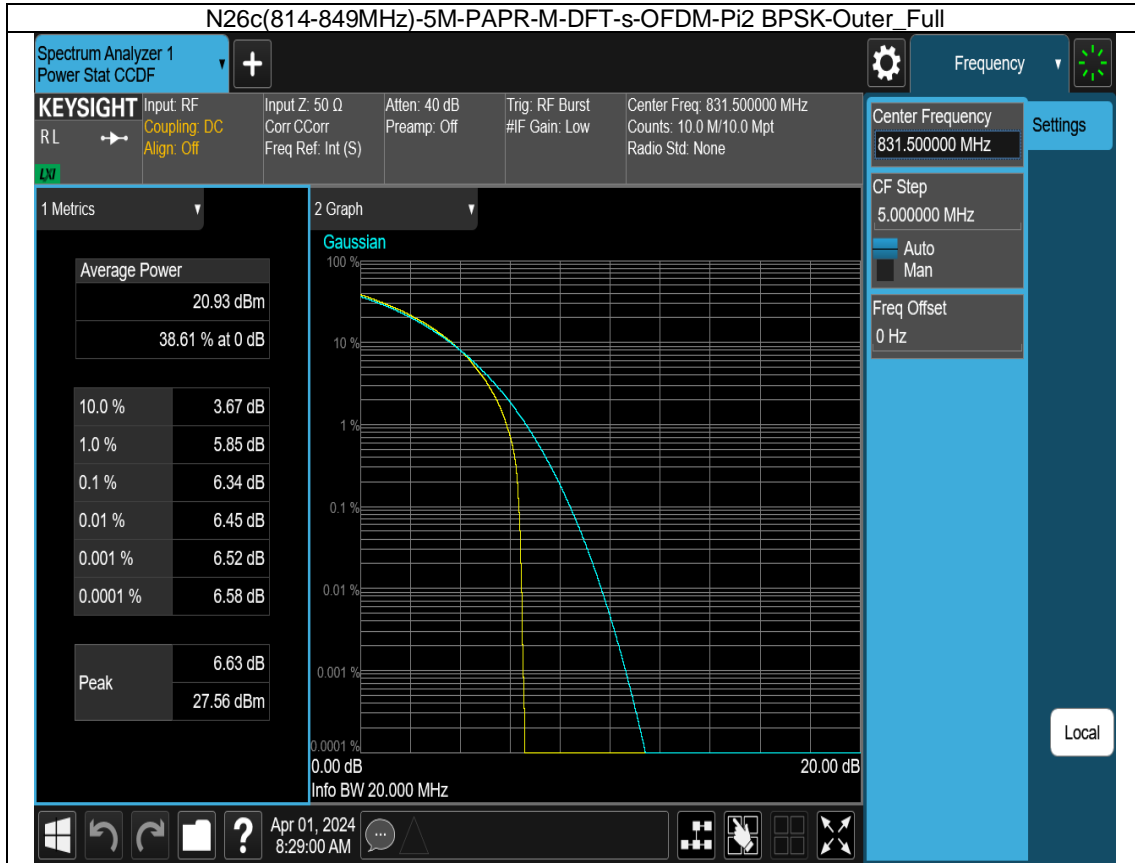 N26c(814-849MHz)-5M-PAPR-M-DFT-s-OFDM-Pi2 BPSK-Outer_Full
Spectrum Analyzer 1
Power Stat CCDF
+
Frequency
KEYSIGHT
R L
LXI
Input: RF
Coupling: DC
Align: Off
Input Z: 50 Ω
Corr CCorr
Freq Ref: Int (S)
Atten: 40 dB
Preamp: Off
Trig: RF Burst
#IF Gain: Low
Center Freq: 831.500000 MHz
Counts: 10.0 M/10.0 Mpt
Radio Std: None
Center Frequency
831.500000 MHz
Settings
CF Step
5.000000 MHz
Auto
Man
Freq Offset
0 Hz
Local
1 Metrics
Average Power
20.93 dBm
38.61 % at 0 dB
10.0 % 3.67 dB
1.0 % 5.85 dB
0.1 % 6.34 dB
0.01 % 6.45 dB
0.001 % 6.52 dB
0.0001 % 6.58 dB
Peak
6.63 dB
27.56 dBm
2 Graph
Gaussian
100 %
10 %
1 %
0.1 %
0.01 %
0.001 %
0.0001 %
0.00 dB 20.00 dB
Info BW 20.000 MHz
?
Apr 01, 2024
8:29:00 AM